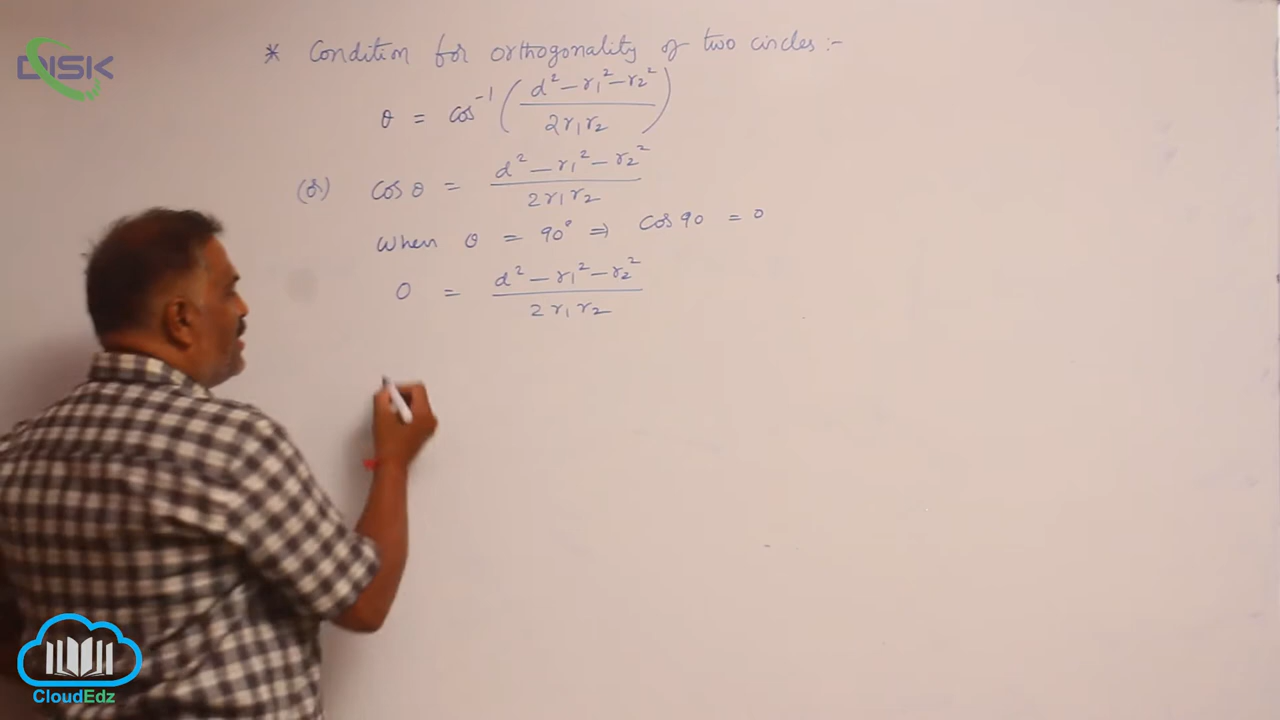 DISK
* Condition for orthogonality of two circles :-
θ = cos⁻¹ ( (d² − r₁² − r₂²) / 2r₁r₂ )
(or) cos θ = (d² − r₁² − r₂²) / 2r₁r₂
When θ = 90° ⇒ cos 90 = 0
0 = (d² − r₁² − r₂²) / 2r₁r₂
CloudEdz